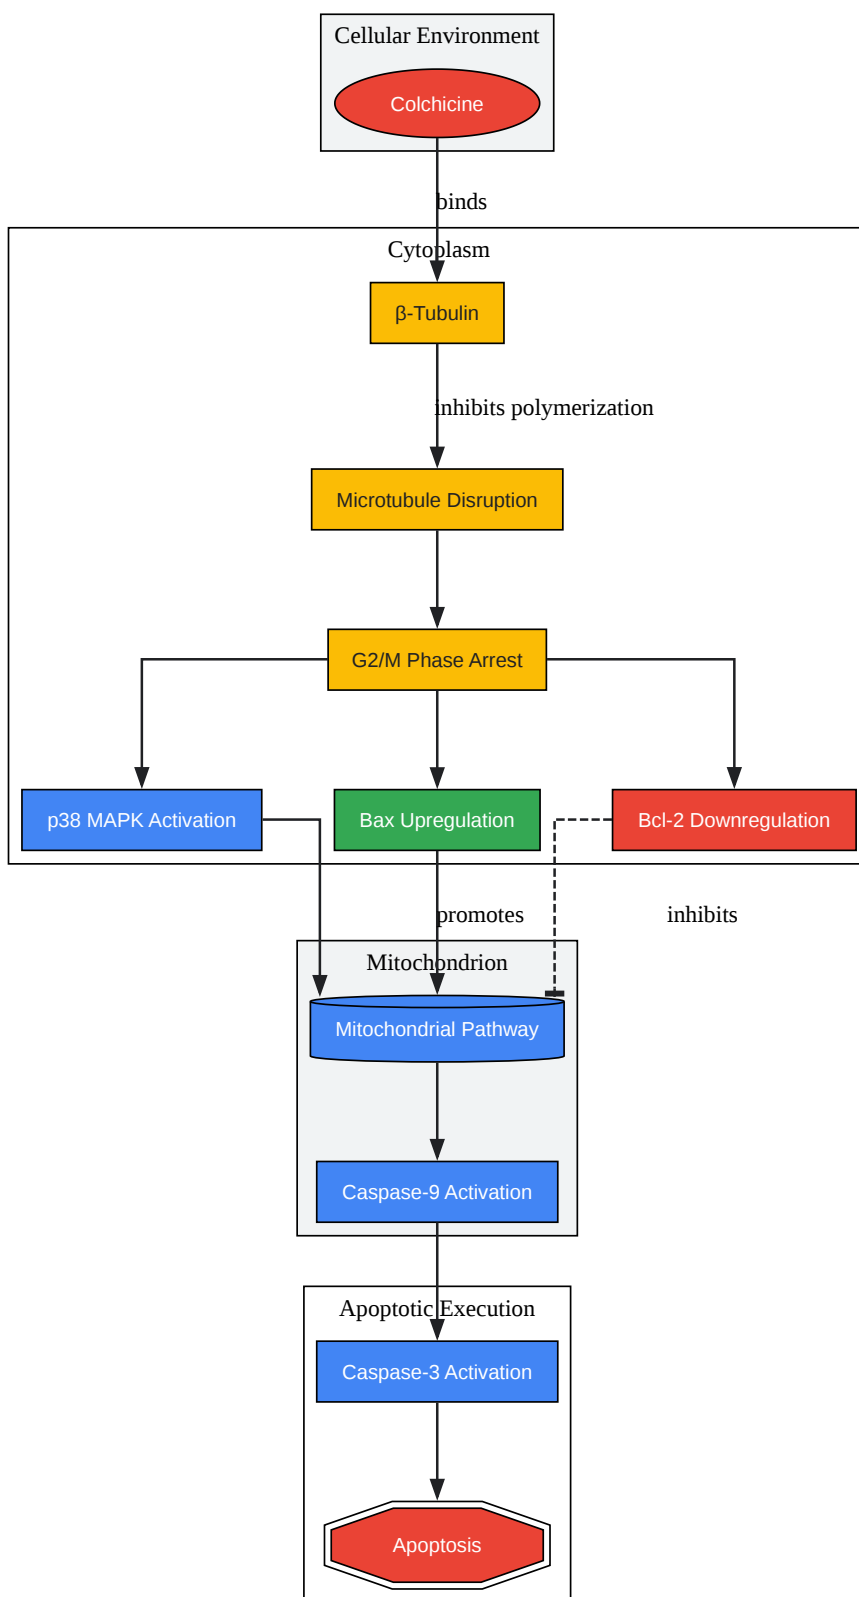 Cellular Environment
Colchicine
binds
Cytoplasm
β-Tubulin
inhibits polymerization
Microtubule Disruption
G2/M Phase Arrest
p38 MAPK Activation
Bax Upregulation
Bcl-2 Downregulation
promotes
inhibits
Mitochondrion
Mitochondrial Pathway
Caspase-9 Activation
Apoptotic Execution
Caspase-3 Activation
Apoptosis